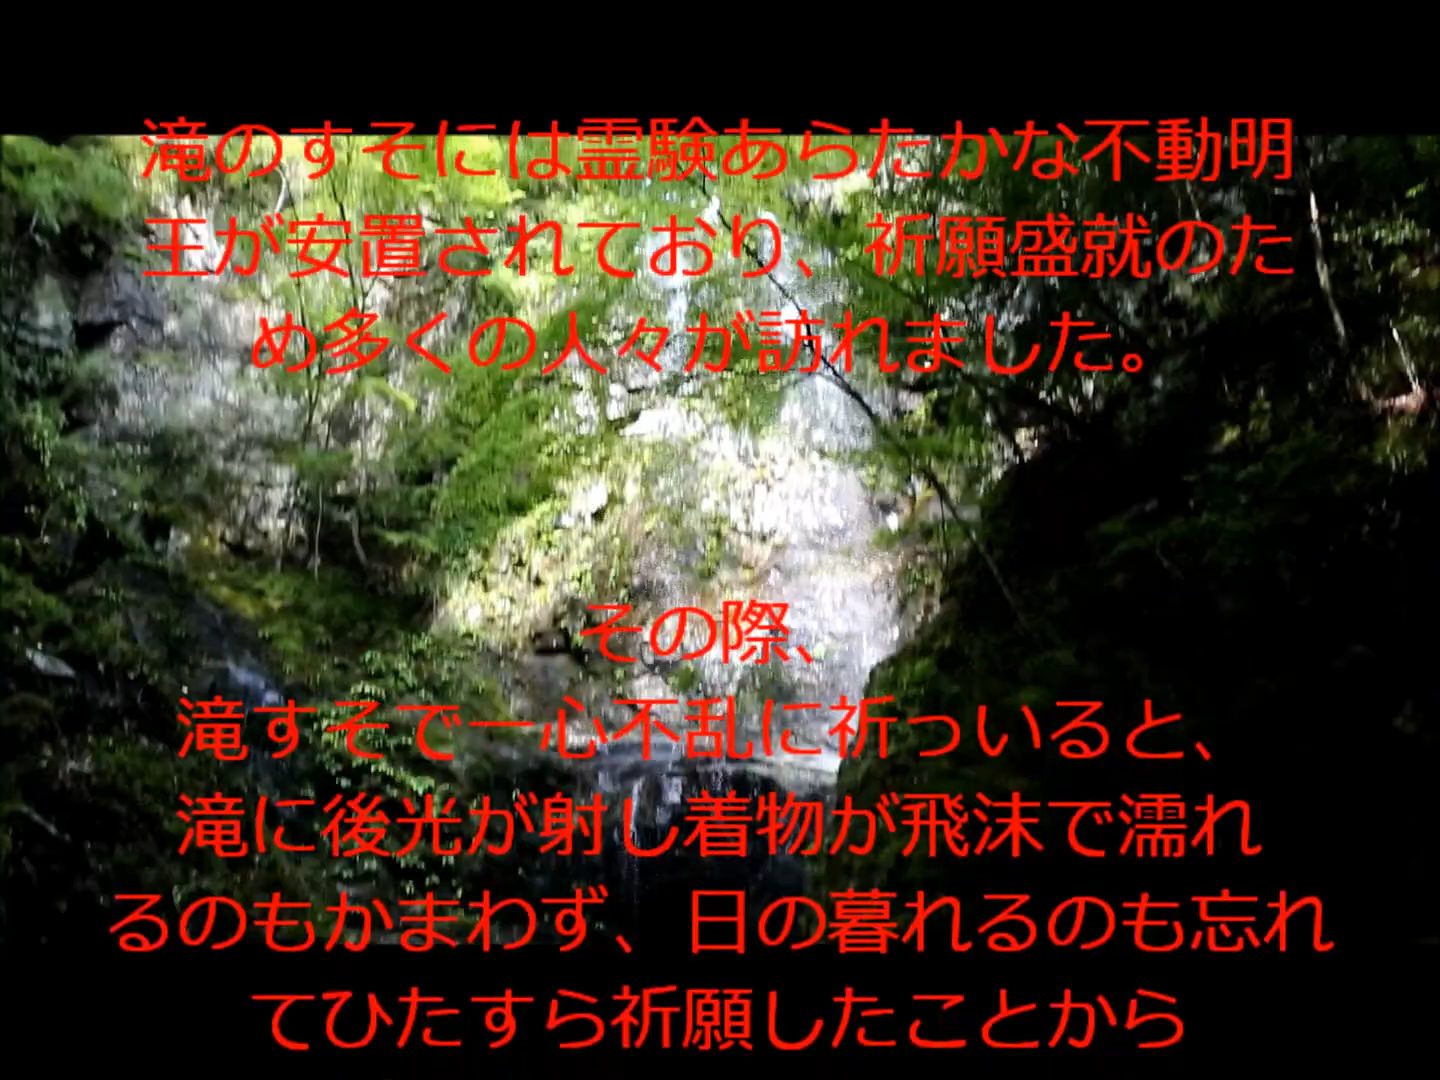 滝のすそには霊験あらたかな不動明
王が安置されており、祈願盛就のた
め多くの人々が訪れました。
その際、
滝すそで一心不乱に祈っいると、
滝に後光が射し着物が飛沫で濡れ
るのもかまわず、日の暮れるのも忘れ
てひたすら祈願したことから